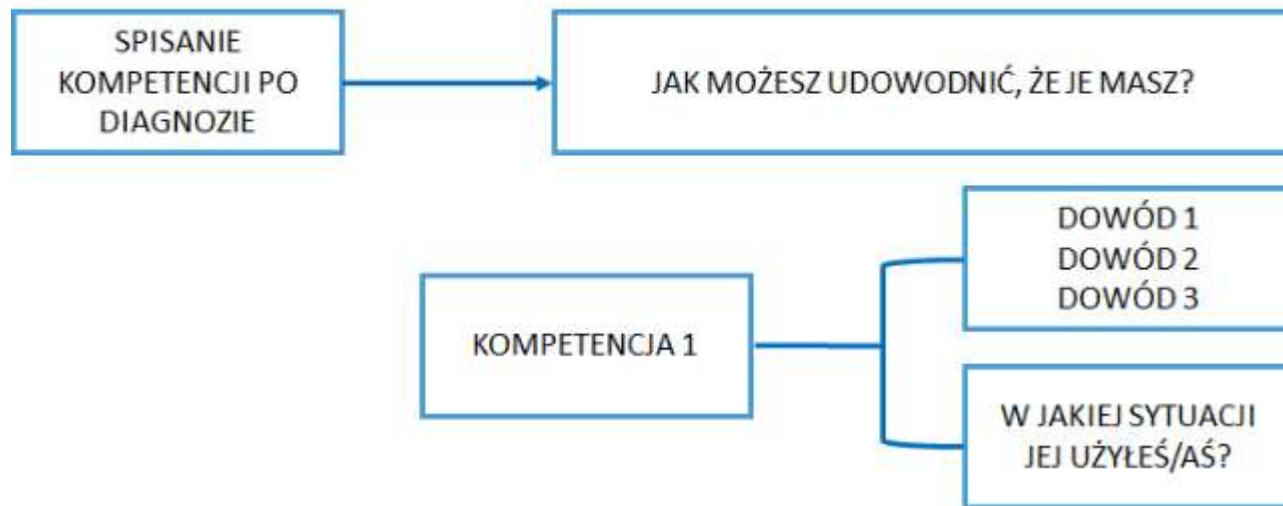 SPISANIE
KOMPETENCJI PO
DIAGNOZIE
JAK MOŻESZ UDOWODNIĆ, ŻE JE MASZ?
KOMPETENCJA 1
DOWÓD 1
DOWÓD 2
DOWÓD 3
W JAKIEJ SYTUACJI
JEJ UŻYŁEŚ/AŚ?